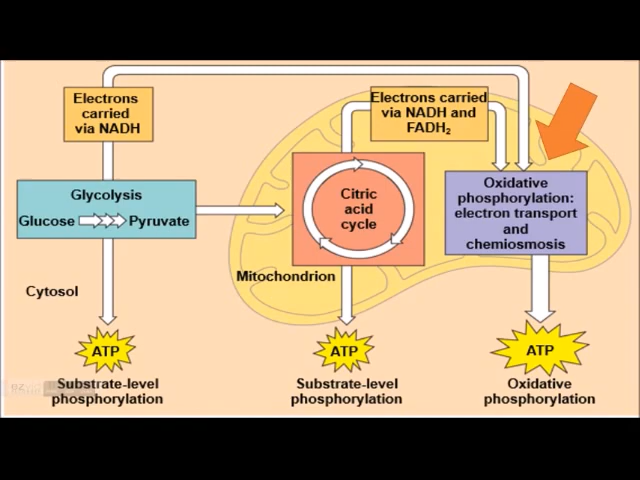 Electrons
carried
via NADH
Electrons carried
via NADH and
FADH₂
Glycolysis
Glucose Pyruvate
Citric
acid
cycle
Oxidative
phosphorylation:
electron transport
and
chemiosmosis
Mitochondrion
Cytosol
ATP
ATP
ATP
Substrate-level
phosphorylation
Substrate-level
phosphorylation
Oxidative
phosphorylation